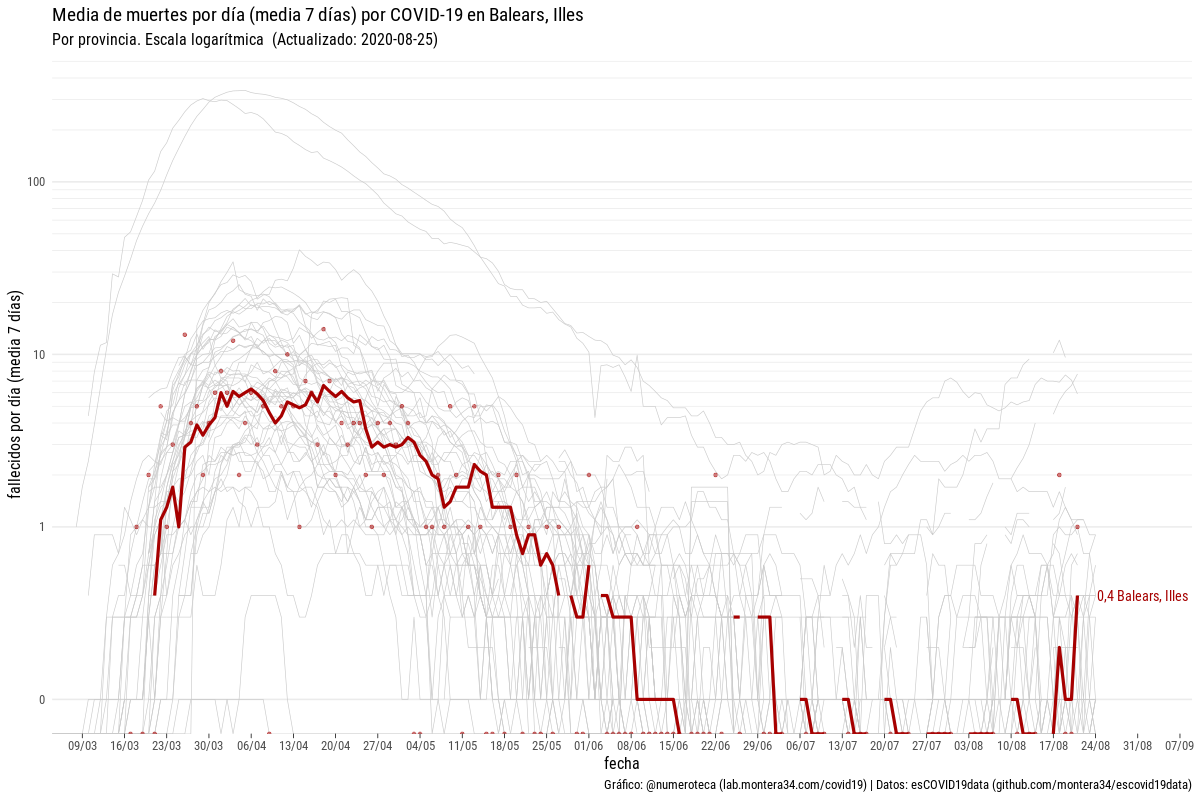 Media de muertes por día (media 7 días) por COVID-19 en Balears, Illes
Por provincia. Escala logarítmica  (Actualizado: 2020-08-25)
fallecidos por día (media 7 días)
100
10
1
0
0,4 Balears, Illes
09/03 16/03 23/03 30/03 06/04 13/04 20/04 27/04 04/05 11/05 18/05 25/05 01/06 08/06 15/06 22/06 29/06 06/07 13/07 20/07 27/07 03/08 10/08 17/08 24/08 31/08 07/09
fecha
Gráfico: @numeroteca (lab.montera34.com/covid19) | Datos: esCOVID19data (github.com/montera34/escovid19data)